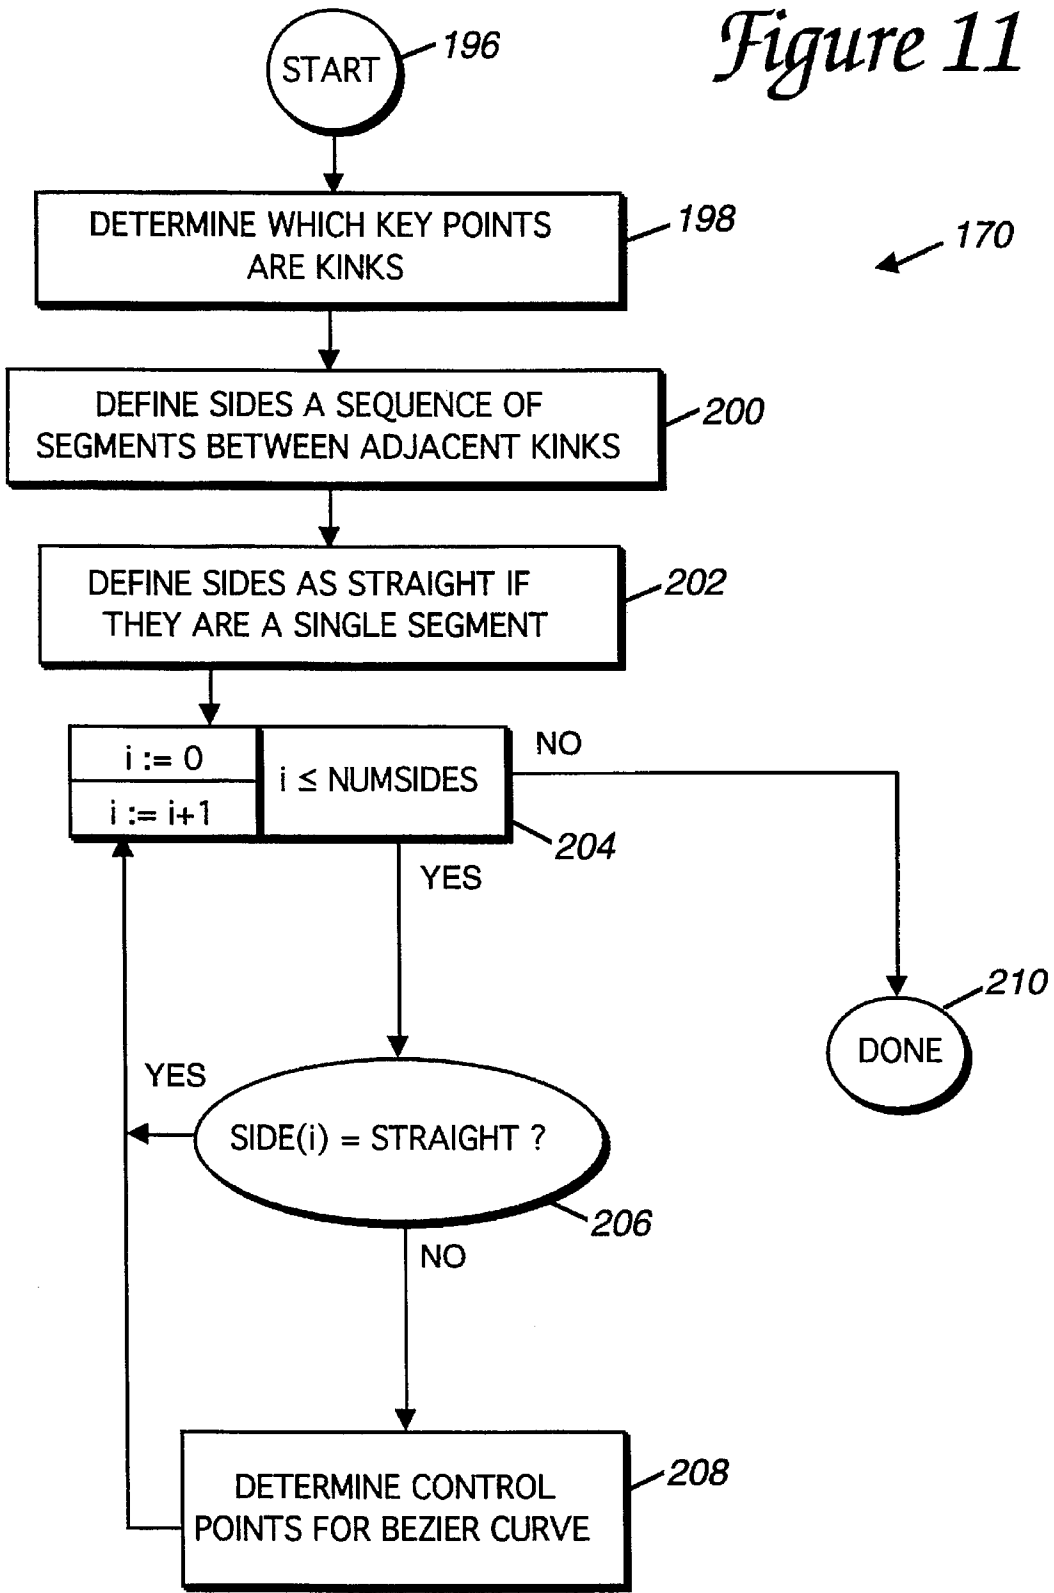 Figure 11
START
196
DETERMINE WHICH KEY POINTS
ARE KINKS
198
170
DEFINE SIDES A SEQUENCE OF
SEGMENTS BETWEEN ADJACENT KINKS
200
DEFINE SIDES AS STRAIGHT IF
THEY ARE A SINGLE SEGMENT
202
i := 0
i := i+1
i ≤ NUMSIDES
NO
204
YES
210
DONE
YES
SIDE(i) = STRAIGHT ?
206
NO
DETERMINE CONTROL
POINTS FOR BEZIER CURVE
208